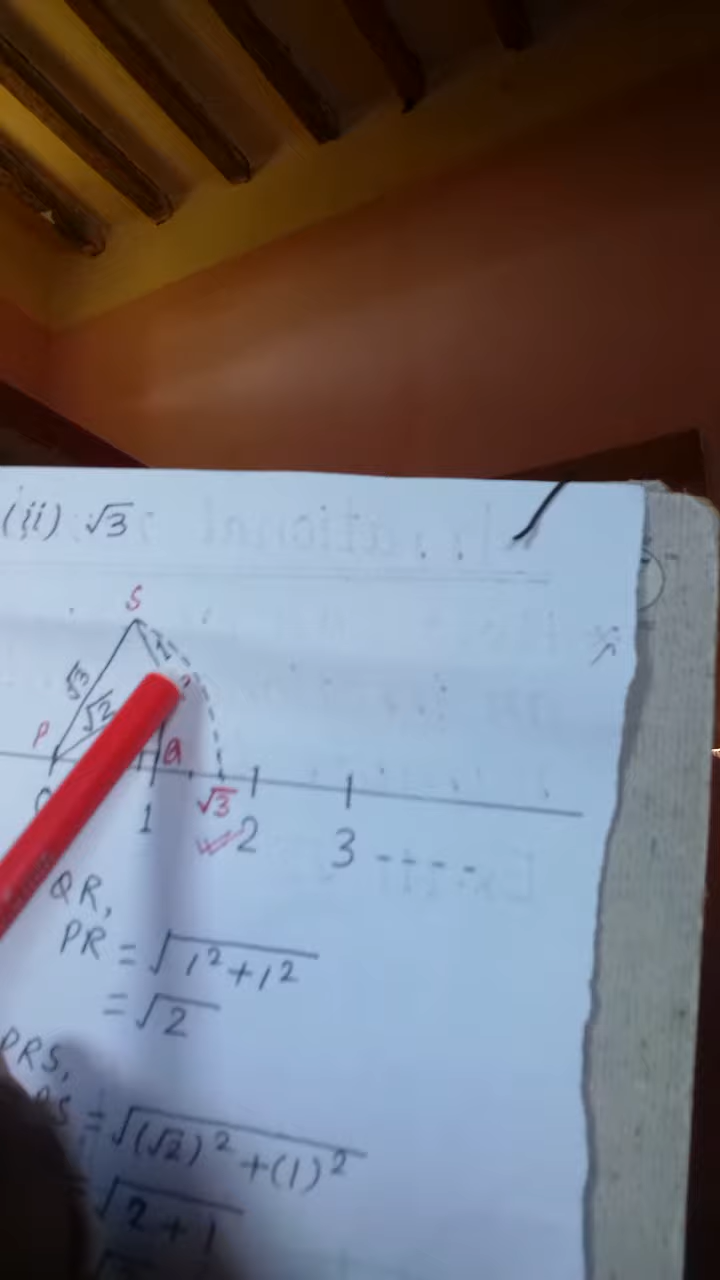 (ii) √3
S
1
√3
√2
P
Q
√3
1 2 3 ----
QR,
PR = √1² + 1²
= √2
PRS,
PS = √(√2)² + (1)²
= √2 + 1